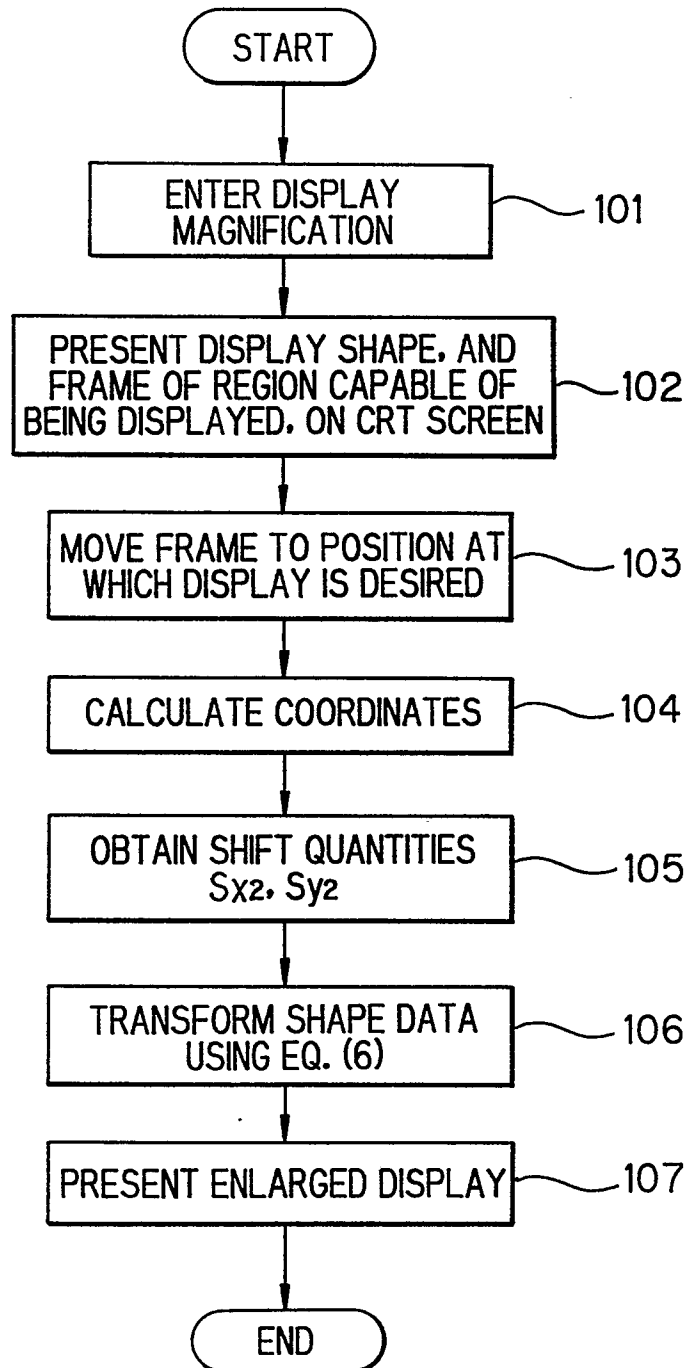 START
ENTER DISPLAY
MAGNIFICATION
101
PRESENT DISPLAY SHAPE, AND
FRAME OF REGION CAPABLE OF
BEING DISPLAYED, ON CRT SCREEN
102
MOVE FRAME TO POSITION AT
WHICH DISPLAY IS DESIRED
103
CALCULATE COORDINATES
104
OBTAIN SHIFT QUANTITIES
Sx2, Sy2
105
TRANSFORM SHAPE DATA
USING EQ. (6)
106
PRESENT ENLARGED DISPLAY
107
END